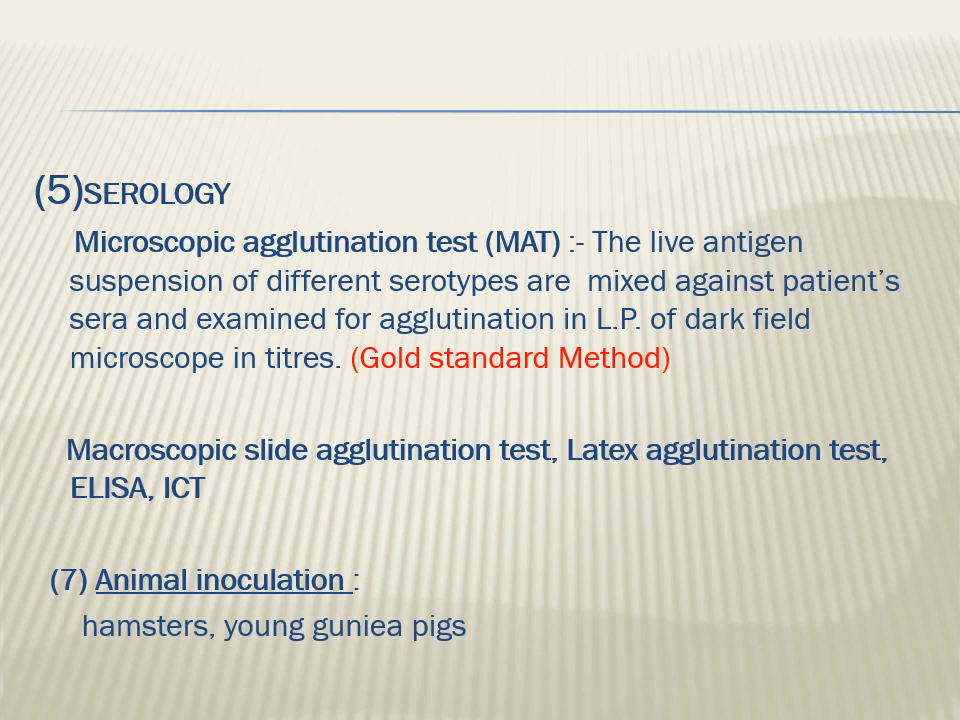 (5)SEROLOGY
Microscopic agglutination test (MAT) :- The live antigen
suspension of different serotypes are mixed against patient’s
sera and examined for agglutination in L.P. of dark field
microscope in titres. (Gold standard Method)
Macroscopic slide agglutination test, Latex agglutination test,
ELISA, ICT
(7) Animal inoculation :
hamsters, young guniea pigs